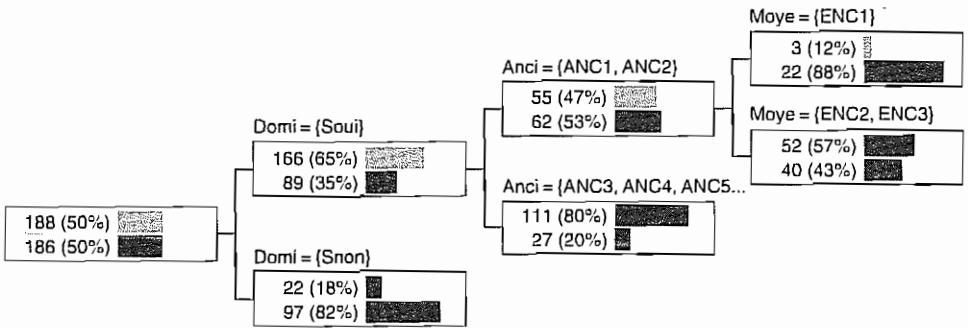 188 (50%)
186 (50%)
Domi = {Soui}
166 (65%)
89 (35%)
Domi = {Snon}
22 (18%)
97 (82%)
Anci = {ANC1, ANC2}
55 (47%)
62 (53%)
Anci = {ANC3, ANC4, ANC5...
111 (80%)
27 (20%)
Moye = {ENC1}
3 (12%)
22 (88%)
Moye = {ENC2, ENC3}
52 (57%)
40 (43%)